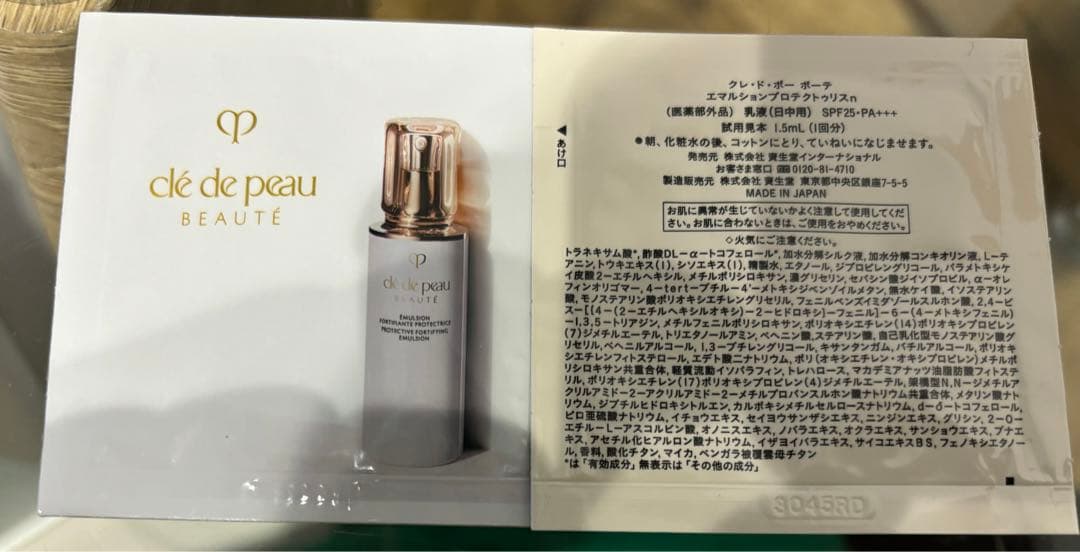 clé de peau
BEAUTÉ
clé de peau
BEAUTÉ
ÉMULSION
FORTIFIANTE PROTECTRICE
PROTECTIVE FORTIFYING
EMULSION
クレ・ド・ポー ボーテ
エマルションプロテクトゥリスn
(医薬部外品) 乳液(日中用) SPF25・PA+++
試用見本 1.5mL(1回分)
●朝、化粧水の後、コットンにとり、ていねいになじませます。
発売元 株式会社 資生堂インターナショナル
お客さま窓口 0120-81-4710
製造販売元 株式会社 資生堂 東京都中央区銀座7-5-5
MADE IN JAPAN
◀あけ口
お肌に異常が生じていないかよく注意して使用してくだ
さい。お肌に合わないときは、ご使用をおやめください。
◇火気にご注意ください。
トラネキサム酸*,酢酸DL-α-トコフェロール*,加水分解シルク液,加水分解コンキオリン液,L-テ
アニン,トウキエキス(1),シソエキス(1),精製水,エタノール,ジプロピレングリコール,パラメトキシケ
イ皮酸2-エチルヘキシル,メチルポリシロキサン,濃グリセリン,セバシン酸ジイソプロピル,α-オレ
フィンオリゴマー,4-tert-ブチル-4'-メトキシジベンゾイルメタン,無水ケイ酸,イソステアリン
酸,モノステアリン酸ポリオキシエチレングリセリル,フェニルベンズイミダゾールスルホン酸,2,4-ビ
ス-[{4-(2-エチルヘキシルオキシ)-2-ヒドロキシ}-フェニル]-6-(4-メトキシフェニル)
-1,3,5-トリアジン,メチルフェニルポリシロキサン,ポリオキシエチレン(14)ポリオキシプロピレン
(7)ジメチルエーテル,トリエタノールアミン,ベヘニン酸,ステアリン酸,自己乳化型モノステアリン酸グ
リセリル,ベヘニルアルコール,1,3-ブチレングリコール,キサンタンガム,バチルアルコール,ポリオキ
シエチレンフィトステロール,エデト酸二ナトリウム,ポリ(オキシエチレン・オキシプロピレン)メチルポ
リシロキサン共重合体,軽質流動イソパラフィン,トレハロース,マカデミアナッツ油脂肪酸フィトステ
リル,ポリオキシエチレン(17)ポリオキシプロピレン(4)ジメチルエーテル,架橋型N,N-ジメチルア
クリルアミド-2-アクリルアミド-2-メチルプロパンスルホン酸ナトリウム共重合体,メタリン酸ナト
リウム,ジブチルヒドロキシトルエン,カルボキシメチルセルロースナトリウム,d-δ-トコフェロール,
ピロ亜硫酸ナトリウム,イチョウエキス,セイヨウサンザシエキス,ニンジンエキス,グリシン,2-O-
エチル-L-アスコルビン酸,オノニスエキス,ノバラエキス,オクラエキス,サンショウエキス,ブナエ
キス,アセチル化ヒアルロン酸ナトリウム,イザヨイバラエキス,サイコエキスBS,フェノキシエタノー
ル,香料,酸化チタン,マイカ,ベンガラ被覆雲母チタン
*は「有効成分」無表示は「その他の成分」
3045RD